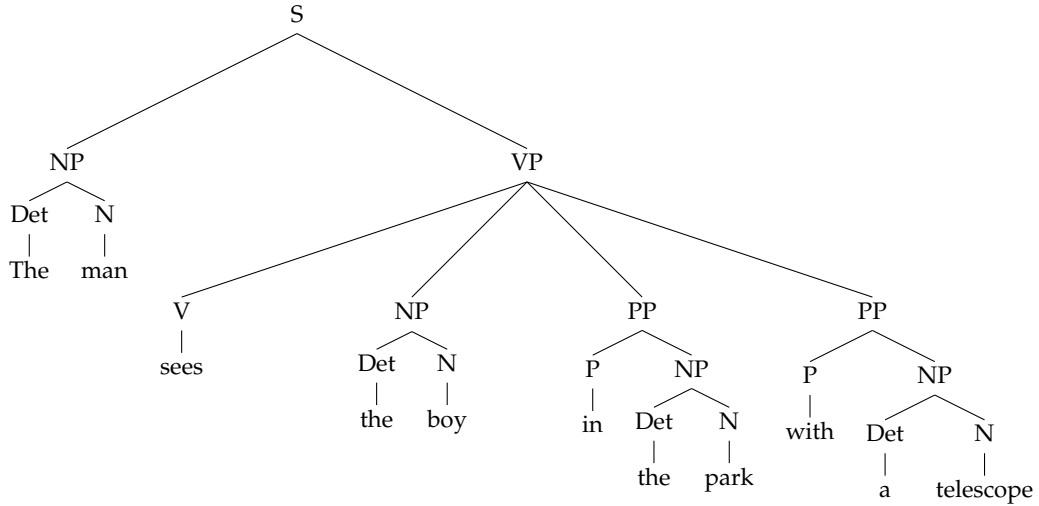 S
NP VP
Det N
The man
V NP PP PP
sees
Det N P NP P NP
the boy in Det N with Det N
the park a telescope